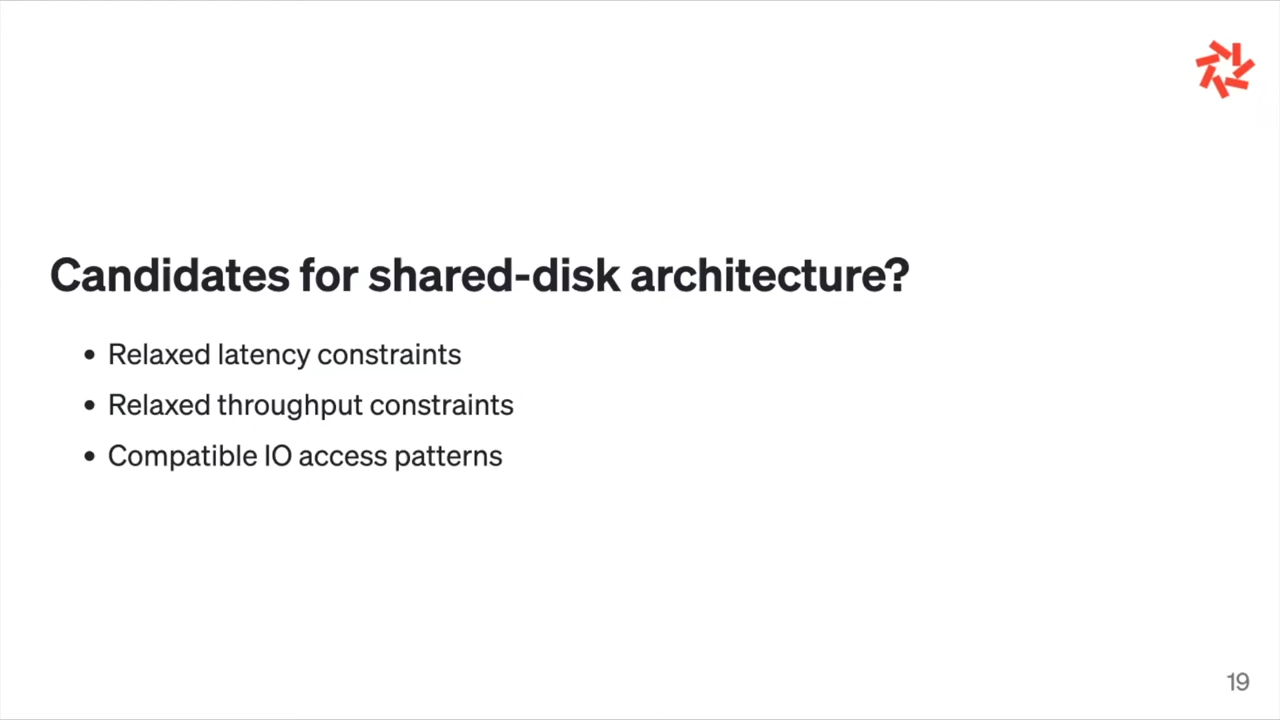 Candidates for shared-disk architecture?
• Relaxed latency constraints
• Relaxed throughput constraints
• Compatible IO access patterns
19